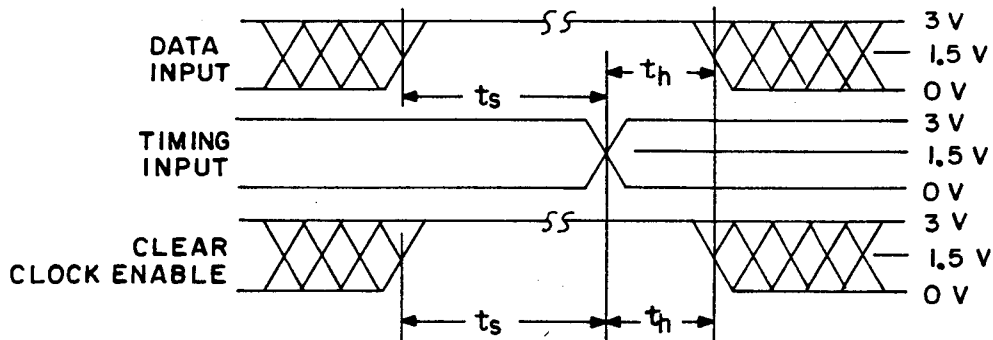 DATA
INPUT
3 V
1.5 V
0 V
ts
th
TIMING
INPUT
3 V
1.5 V
0 V
CLEAR
CLOCK ENABLE
3 V
1.5 V
0 V
ts
th